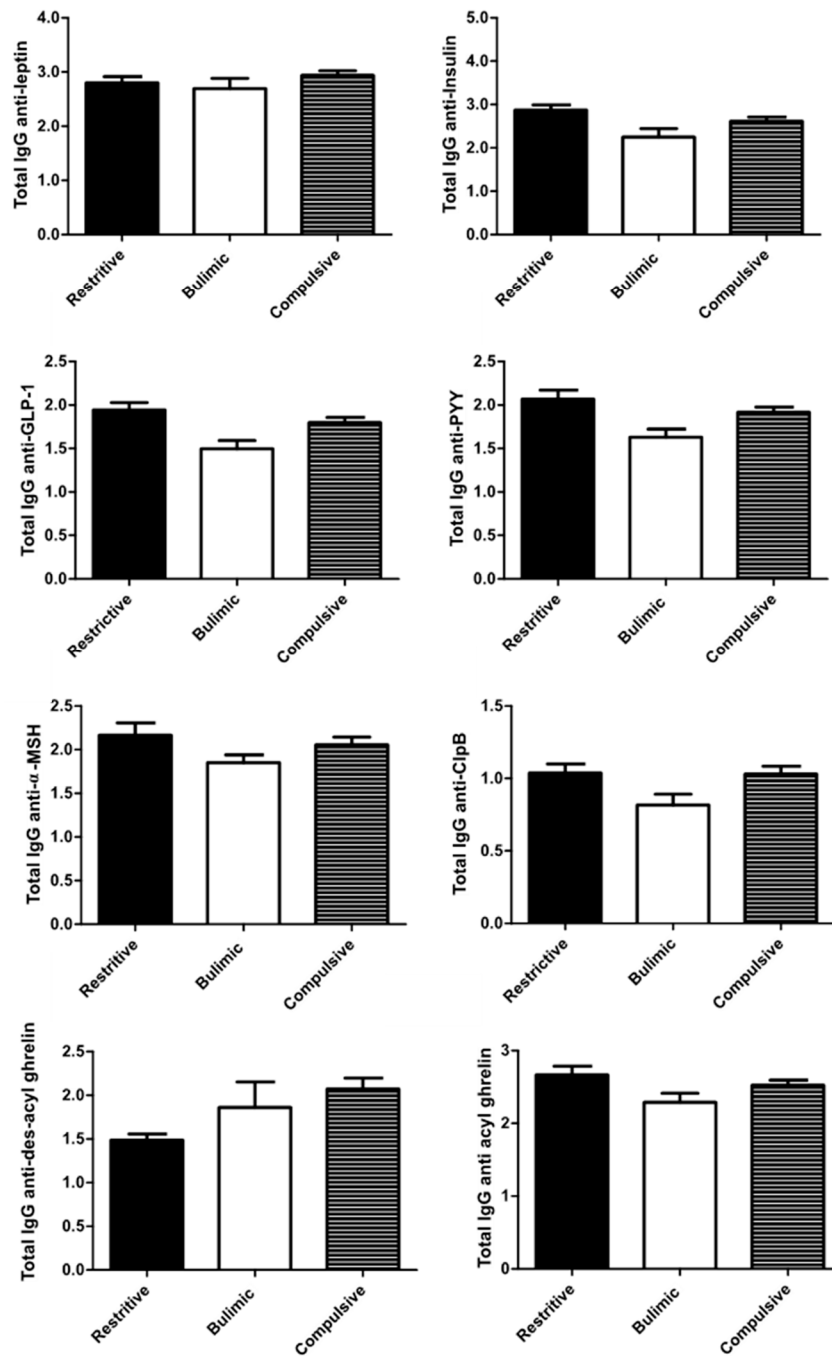 Total IgG anti-leptin
4.0
3.0
2.0
1.0
0.0
Restritive
Bulimic
Compulsive
Total IgG anti-Insulin
5.0
4.0
3.0
2.0
1.0
0.0
Restritive
Bulimic
Compulsive
Total IgG anti-GLP-1
2.5
2.0
1.5
1.0
0.5
0.0
Restrictive
Bulimic
Compulsive
Total IgG anti-PYY
2.5
2.0
1.5
1.0
0.5
0.0
Restritive
Bulimic
Compulsive
Total IgG anti-α-MSH
2.5
2.0
1.5
1.0
0.5
0.0
Restritive
Bulimic
Compulsive
Total IgG anti-ClpB
1.5
1.0
0.5
0.0
Restrictive
Bulimic
Compulsive
Total IgG anti-des-acyl ghrelin
2.5
2.0
1.5
1.0
0.5
0.0
Restritive
Bulimic
Compulsive
Total IgG anti acyl ghrelin
3
2
1
0
Restritive
Bulimic
Compulsive